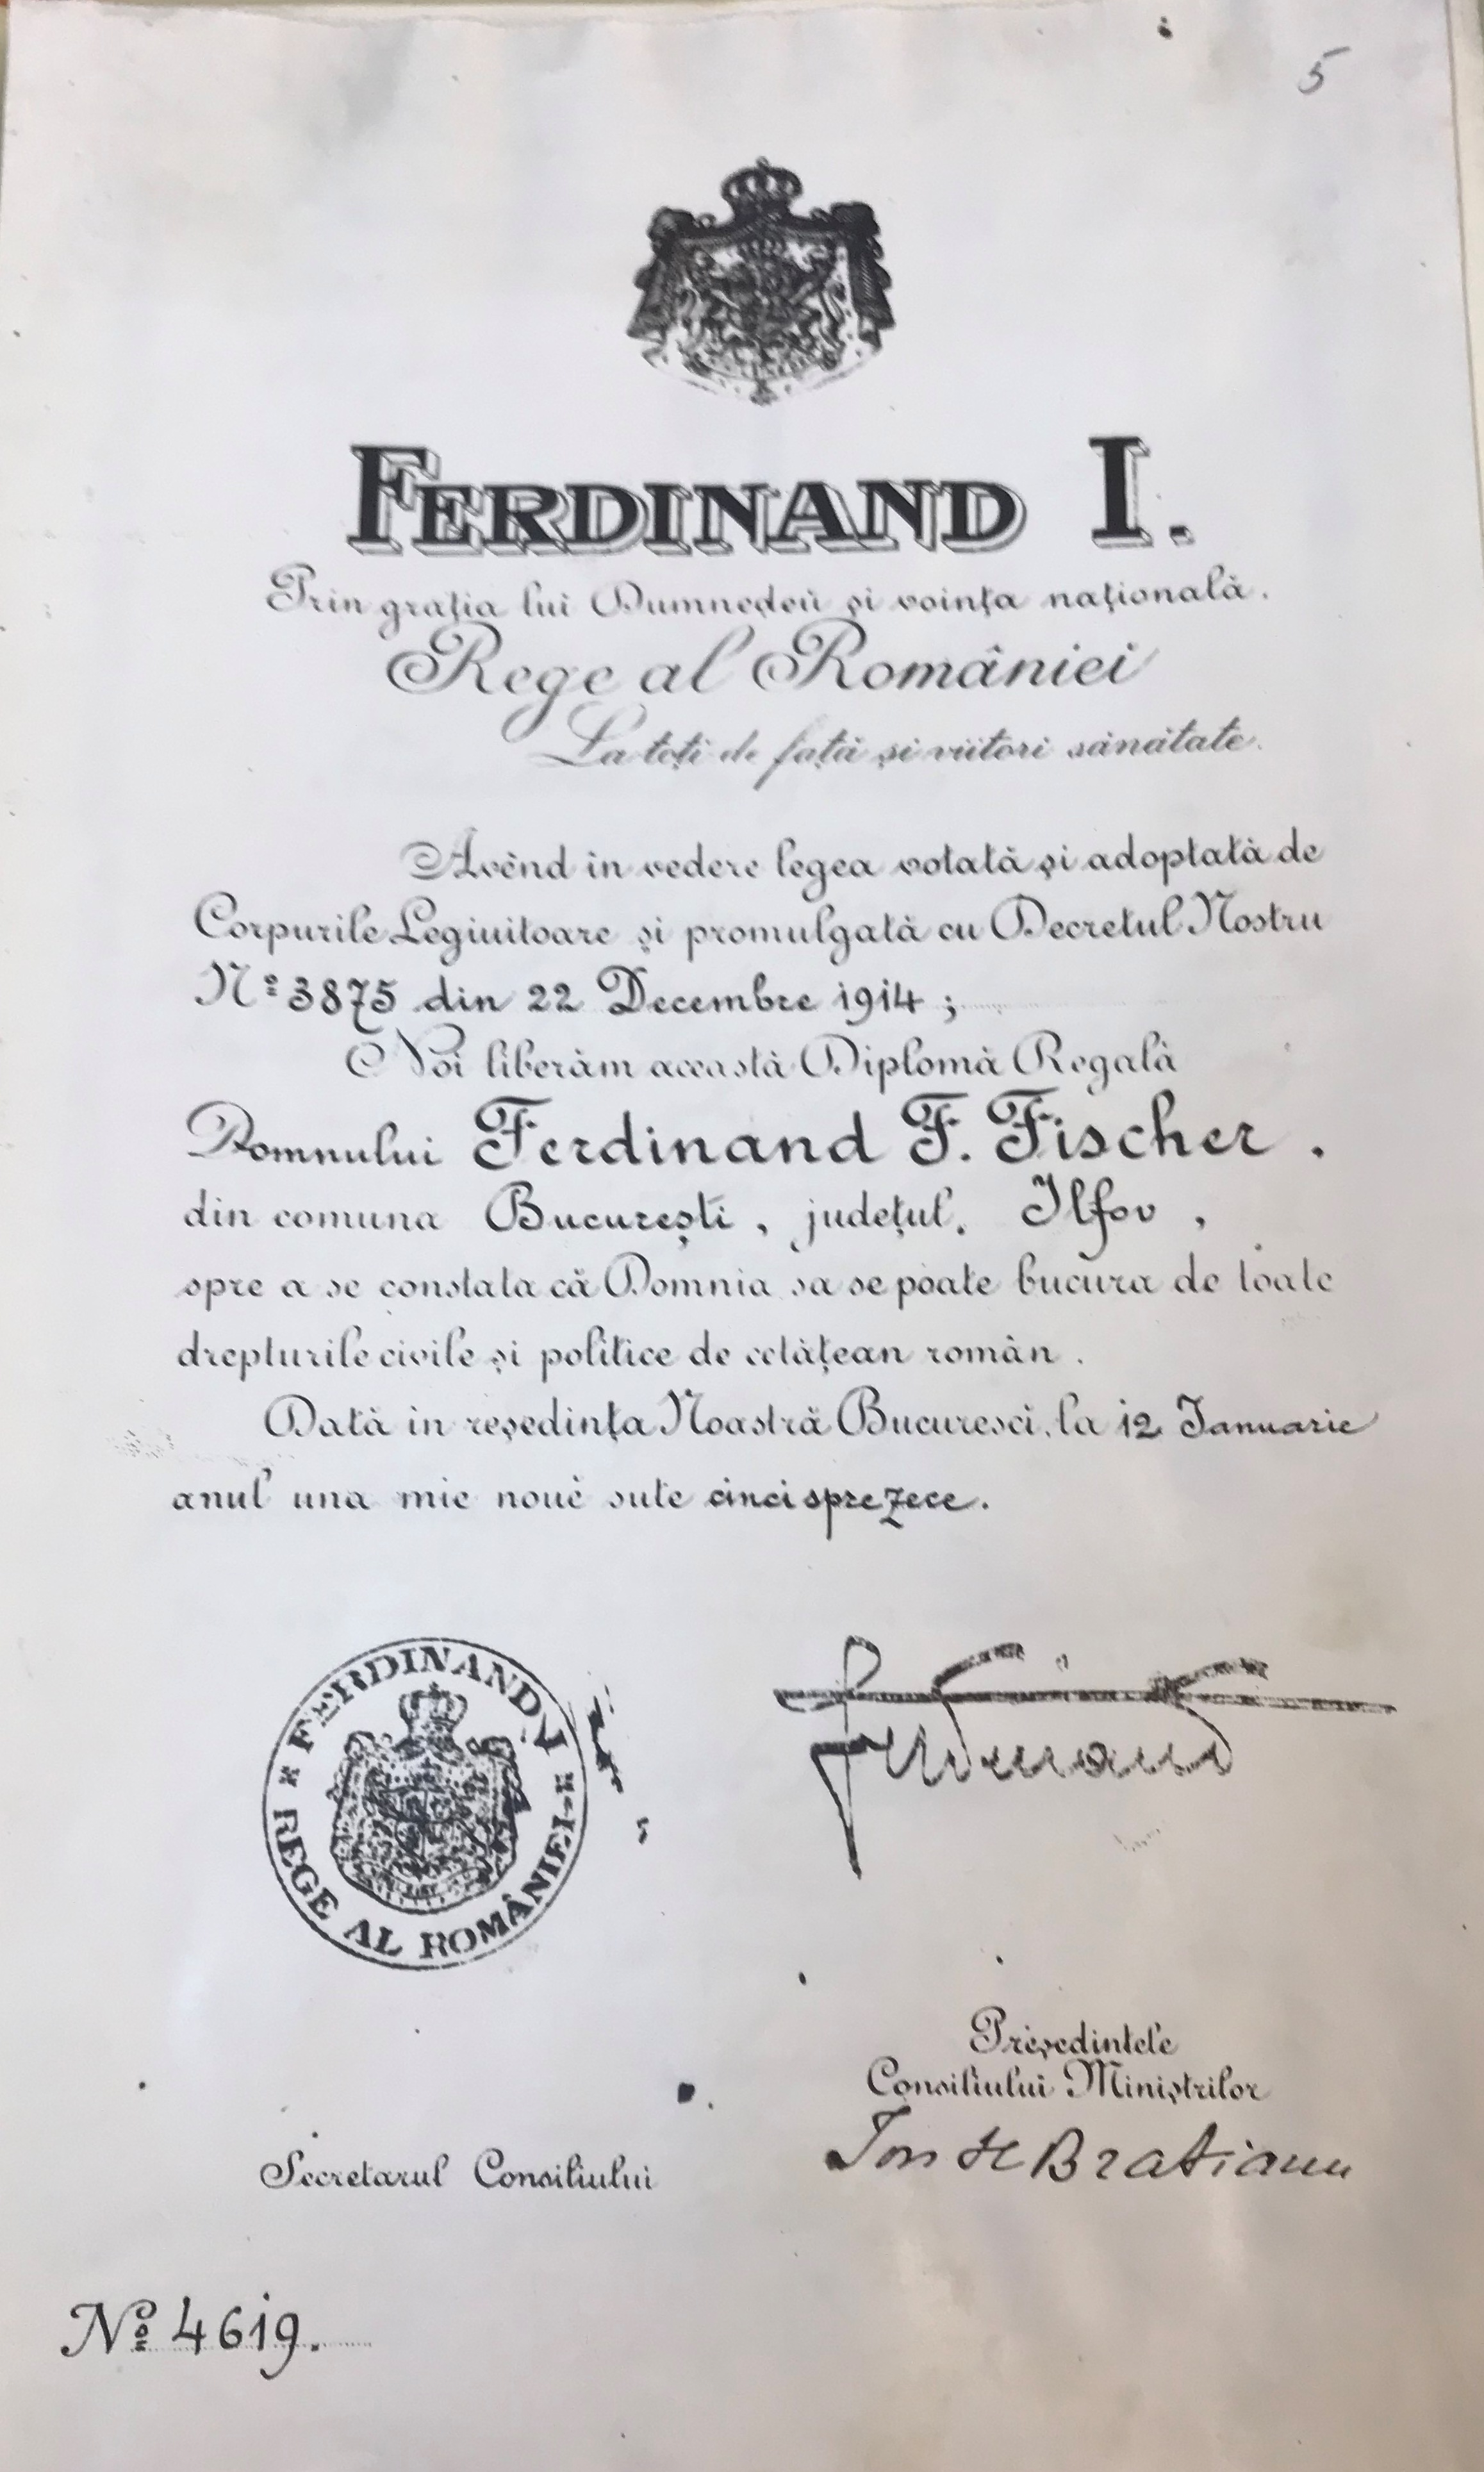 5
FERDINAND I.
Prin grația lui Dumnedeŭ și voința națională.
Rege al României
La toți de față și viitori sănătate.
Avênd în vedere legea votată și adoptată de
Corpurile Legiuitoare și promulgată cu Decretul Nostru
Nº 3875 din 22 Decembre 1914;
Noi liberăm această Diplomă Regală
Domnului Ferdinand F. Fischer.
din comuna București, județul, Ilfov,
spre a se constata că Domnia sa se poate bucura de toate
drepturile civile și politice de cetățean român.
Dată in reședința Noastră Bucuresci, la 12 Ianuarie
anul una mie nouê sute cincisprezece.
* FERDINAND I *
REGE AL ROMÂNIEI
Ferdinand
Președintele
Consiliului Miniștrilor
Ion I C Bratianu
Secretarul Consiliului
Nº 4619.